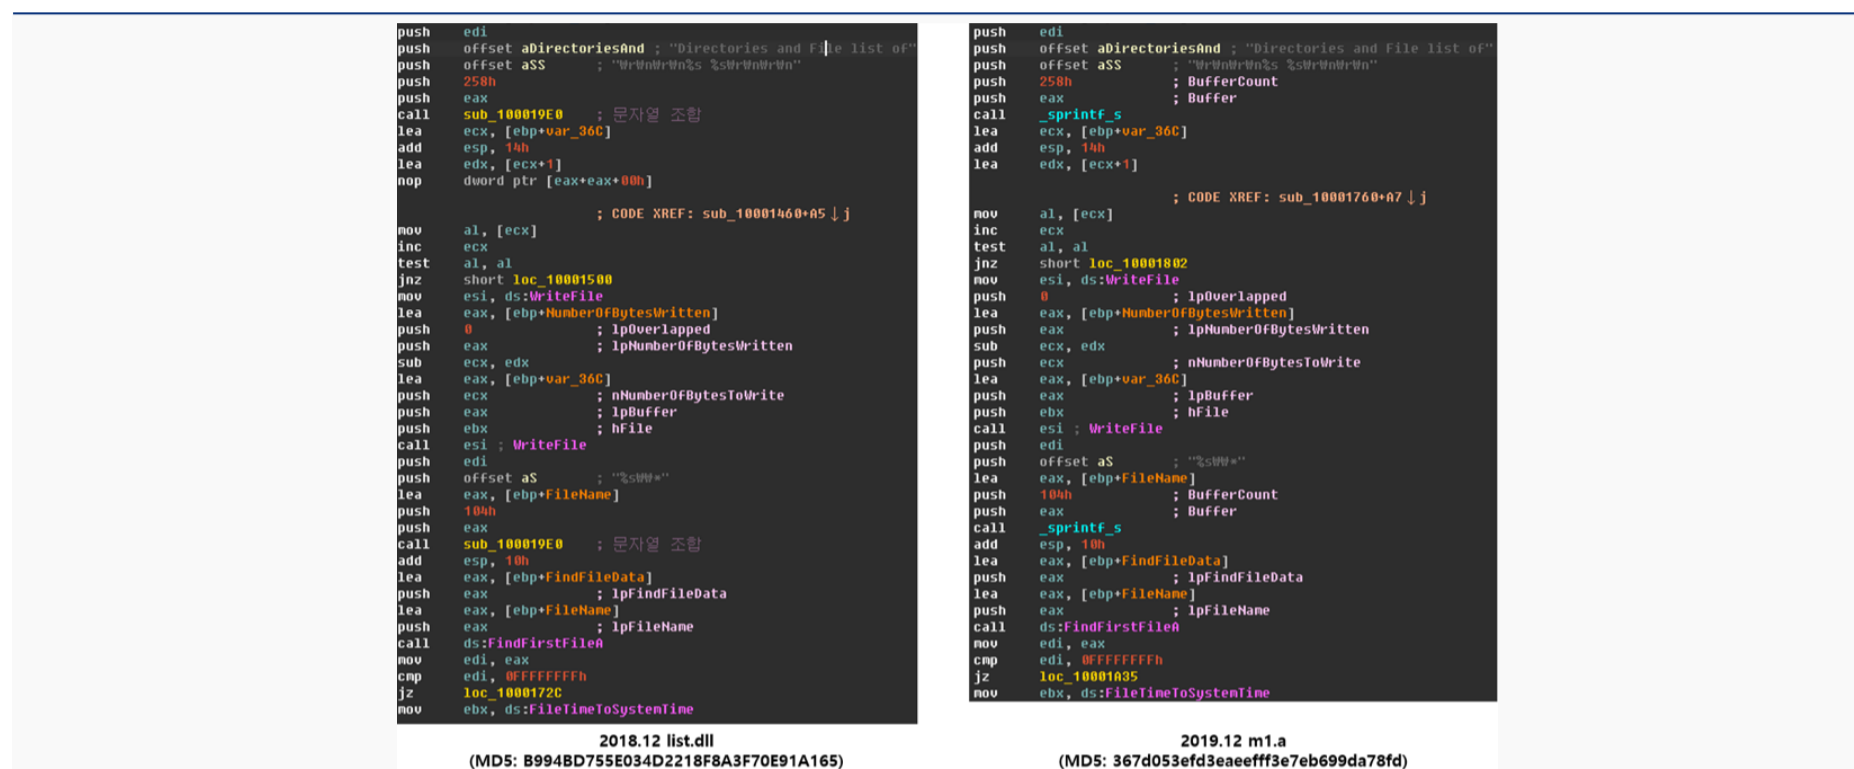 push edi
push offset aDirectoriesAnd ; "Directories and File list of"
push offset aSS ; "₩r₩n₩r₩n%s %s₩r₩n₩r₩n"
push 258h
push eax
call sub_100019E0 ; 문자열 조합
lea ecx, [ebp+var_36C]
add esp, 14h
lea edx, [ecx+1]
nop dword ptr [eax+eax+00h]
; CODE XREF: sub_10001460+A5↓j
mov al, [ecx]
inc ecx
test al, al
jnz short loc_10001500
mov esi, ds:WriteFile
lea eax, [ebp+NumberOfBytesWritten]
push 0 ; lpOverlapped
push eax ; lpNumberOfBytesWritten
sub ecx, edx
lea eax, [ebp+var_36C]
push ecx ; nNumberOfBytesToWrite
push eax ; lpBuffer
push ebx ; hFile
call esi ; WriteFile
push edi
push offset aS ; "%s₩₩*"
lea eax, [ebp+FileName]
push 104h
push eax
call sub_100019E0 ; 문자열 조합
add esp, 10h
lea eax, [ebp+FindFileData]
push eax ; lpFindFileData
lea eax, [ebp+FileName]
push eax ; lpFileName
call ds:FindFirstFileA
mov edi, eax
cmp edi, 0FFFFFFFFh
jz loc_1000172C
mov ebx, ds:FileTimeToSystemTime
2018.12 list.dll
(MD5: B994BD755E034D2218F8A3F70E91A165)
push edi
push offset aDirectoriesAnd ; "Directories and File list of"
push offset aSS ; "₩r₩n₩r₩n%s %s₩r₩n₩r₩n"
push 258h ; BufferCount
push eax ; Buffer
call _sprintf_s
lea ecx, [ebp+var_36C]
add esp, 14h
lea edx, [ecx+1]
; CODE XREF: sub_10001760+A7↓j
mov al, [ecx]
inc ecx
test al, al
jnz short loc_10001802
mov esi, ds:WriteFile
push 0 ; lpOverlapped
lea eax, [ebp+NumberOfBytesWritten]
push eax ; lpNumberOfBytesWritten
sub ecx, edx
push ecx ; nNumberOfBytesToWrite
lea eax, [ebp+var_36C]
push eax ; lpBuffer
push ebx ; hFile
call esi ; WriteFile
push edi
push offset aS ; "%s₩₩*"
lea eax, [ebp+FileName]
push 104h ; BufferCount
push eax ; Buffer
call _sprintf_s
add esp, 10h
lea eax, [ebp+FindFileData]
push eax ; lpFindFileData
lea eax, [ebp+FileName]
push eax ; lpFileName
call ds:FindFirstFileA
mov edi, eax
cmp edi, 0FFFFFFFFh
jz loc_10001A35
mov ebx, ds:FileTimeToSystemTime
2019.12 m1.a
(MD5: 367d053efd3eaeefff3e7eb699da78fd)